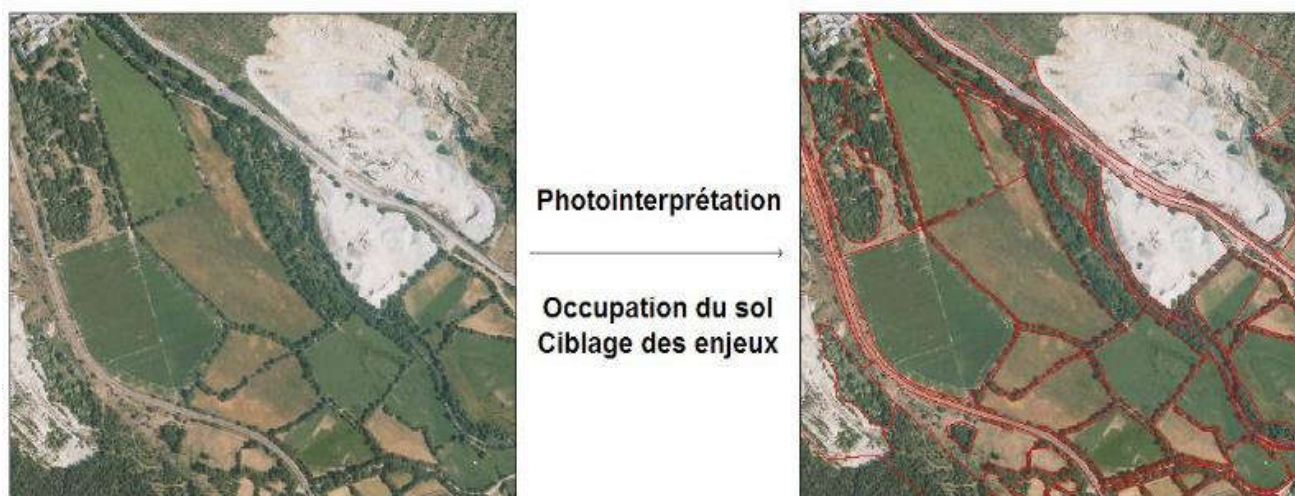 Photointerprétation
Occupation du sol
Ciblage des enjeux